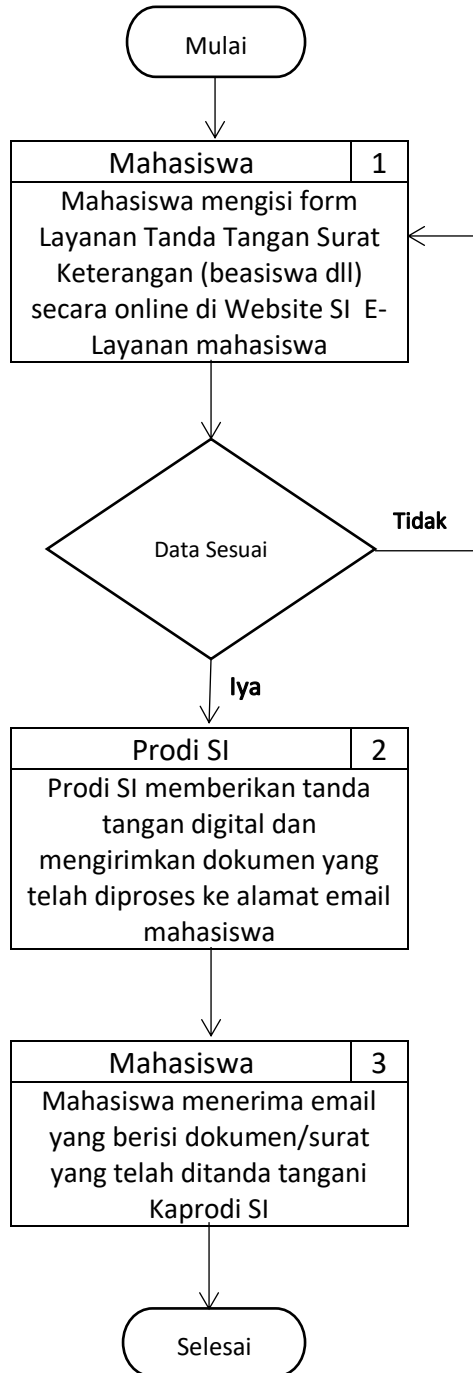 Mulai
Mahasiswa 1
Mahasiswa mengisi form
Layanan Tanda Tangan Surat
Keterangan (beasiswa dll)
secara online di Website SI E-
Layanan mahasiswa
Data Sesuai
Tidak
Iya
Prodi SI 2
Prodi SI memberikan tanda
tangan digital dan
mengirimkan dokumen yang
telah diproses ke alamat email
mahasiswa
Mahasiswa 3
Mahasiswa menerima email
yang berisi dokumen/surat
yang telah ditanda tangani
Kaprodi SI
Selesai